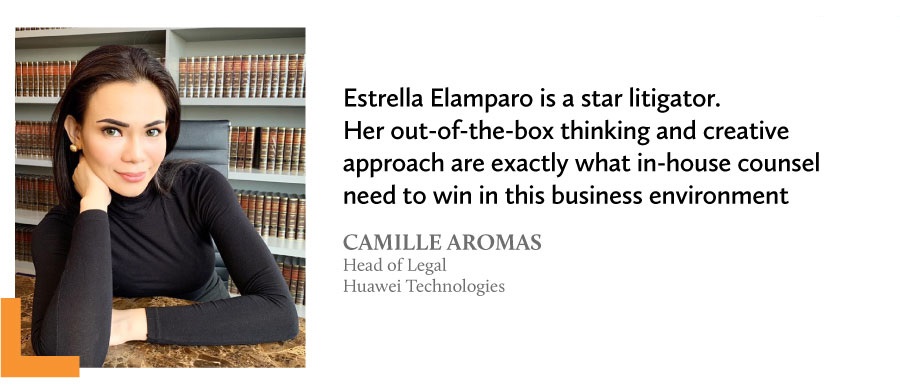 Estrella Elamparo is a star litigator.
Her out-of-the-box thinking and creative
approach are exactly what in-house counsel
need to win in this business environment
CAMILLE AROMAS
Head of Legal
Huawei Technologies